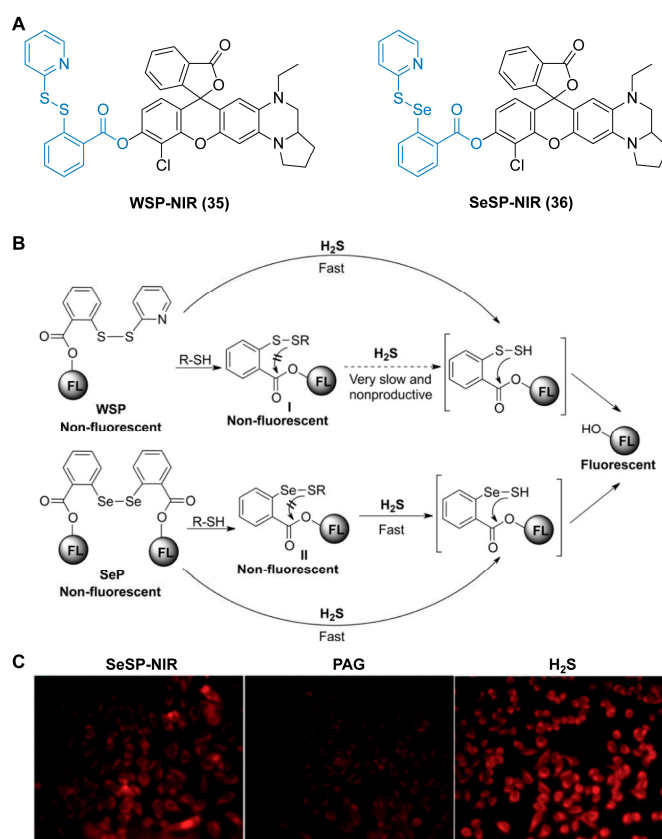 A
O
O
N
N
S
S
O
O
O
Cl
N
WSP-NIR (35)
O
O
N
N
S
Se
O
O
O
Cl
N
SeSP-NIR (36)
B
H2S
Fast
N
O
O
S
S
FL
WSP
Non-fluorescent
R-SH
S–SR
O
O
FL
I
Non-fluorescent
H2S
Very slow and
nonproductive
S–SH
O
O
FL
HO
FL
Fluorescent
O
Se
Se
O
O
O
FL
FL
SeP
Non-fluorescent
R-SH
Se–SR
O
O
FL
II
Non-fluorescent
H2S
Fast
Se–SH
O
O
FL
H2S
Fast
C
SeSP-NIR
PAG
H2S